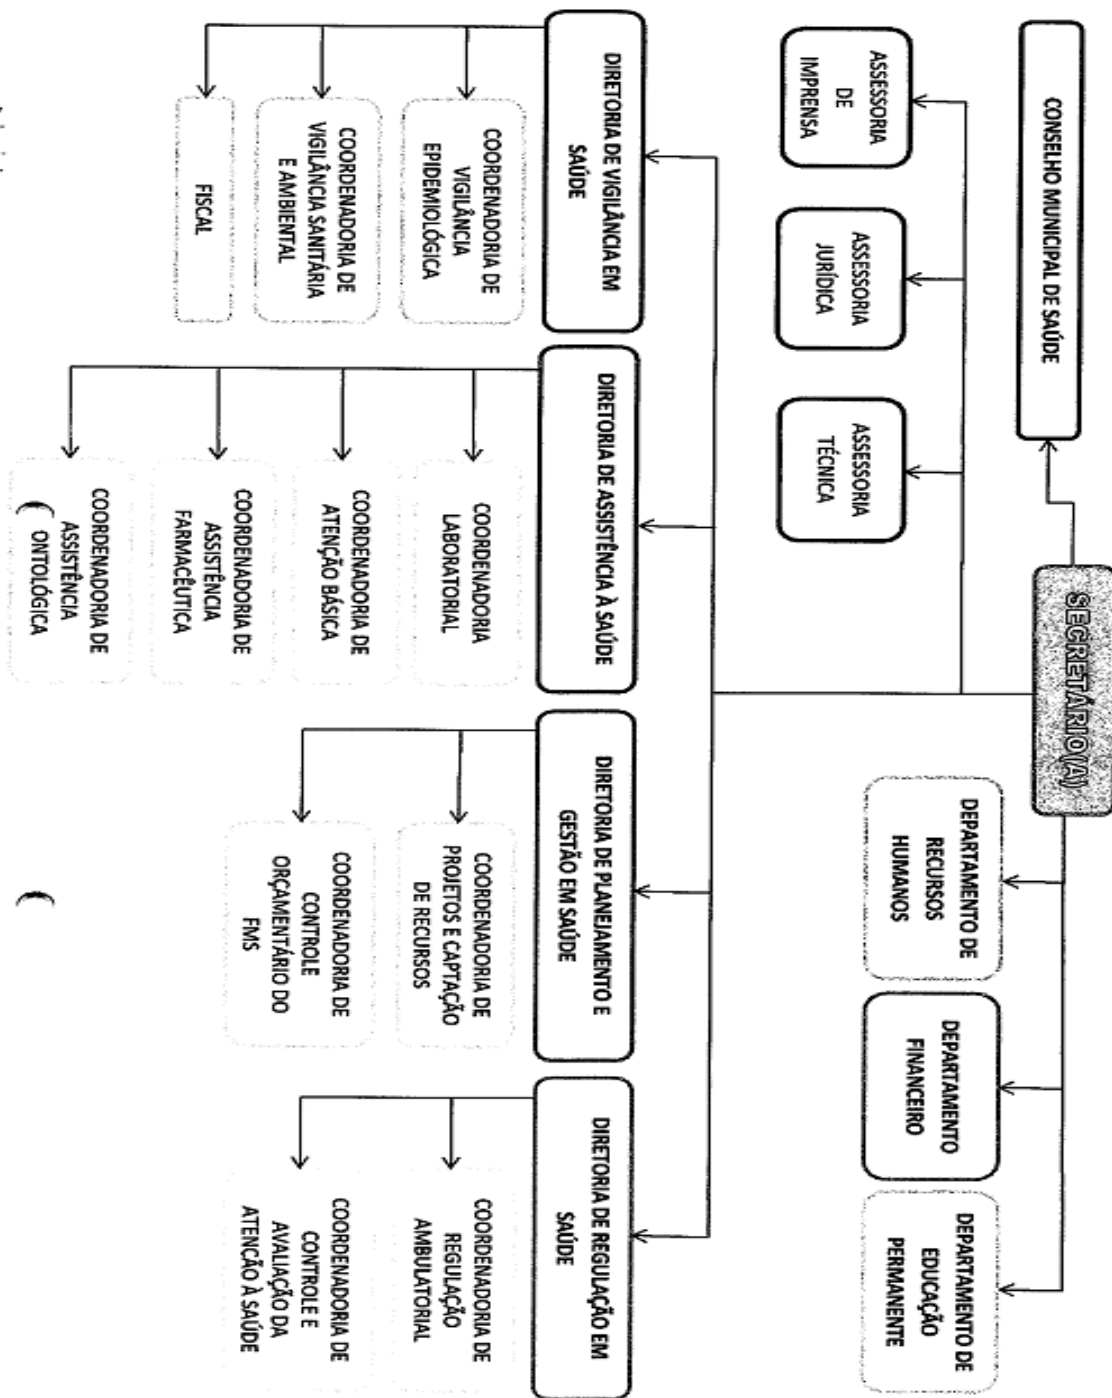 SECRETÁRIO(A)
CONSELHO MUNICIPAL DE SAÚDE
ASSESSORIA
DE
IMPRENSA
ASSESSORIA
JURÍDICA
ASSESSORIA
TÉCNICA
DEPARTAMENTO DE
RECURSOS
HUMANOS
DEPARTAMENTO
FINANCEIRO
DEPARTAMENTO DE
EDUCAÇÃO
PERMANENTE
DIRETORIA DE VIGILÂNCIA EM
SAÚDE
COORDENADORIA DE
VIGILÂNCIA
EPIDEMIOLÓGICA
COORDENADORIA DE
VIGILÂNCIA SANITÁRIA
E AMBIENTAL
FISCAL
DIRETORIA DE ASSISTÊNCIA À SAÚDE
COORDENADORIA
LABORATORIAL
COORDENADORIA DE
ATENÇÃO BÁSICA
COORDENADORIA DE
ASSISTÊNCIA
FARMACÊUTICA
COORDENADORIA DE
ASSISTÊNCIA
ONTOLÓGICA
DIRETORIA DE PLANEJAMENTO E
GESTÃO EM SAÚDE
COORDENADORIA DE
PROJETOS E CAPTAÇÃO
DE RECURSOS
COORDENADORIA DE
CONTROLE
ORÇAMENTÁRIO DO
FMS
DIRETORIA DE REGULAÇÃO EM
SAÚDE
COORDENADORIA DE
REGULAÇÃO
AMBULATORIAL
COORDENADORIA DE
CONTROLE E
AVALIAÇÃO DA
ATENÇÃO À SAÚDE